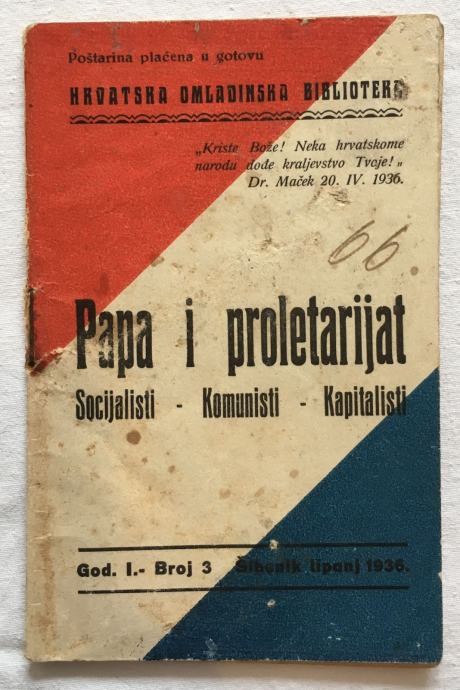 Poštarina plaćena u gotovu
HRVATSKA OMLADINSKA BIBLIOTEKA
„Kriste Bože! Neka hrvatskome
narodu dođe kraljevstvo Tvoje!„
Dr. Maček 20. IV. 1936.
66
Papa i proletarijat
Socijalisti - Komunisti - Kapitalisti
God. I.- Broj 3 Šibenik lipanj 1936.